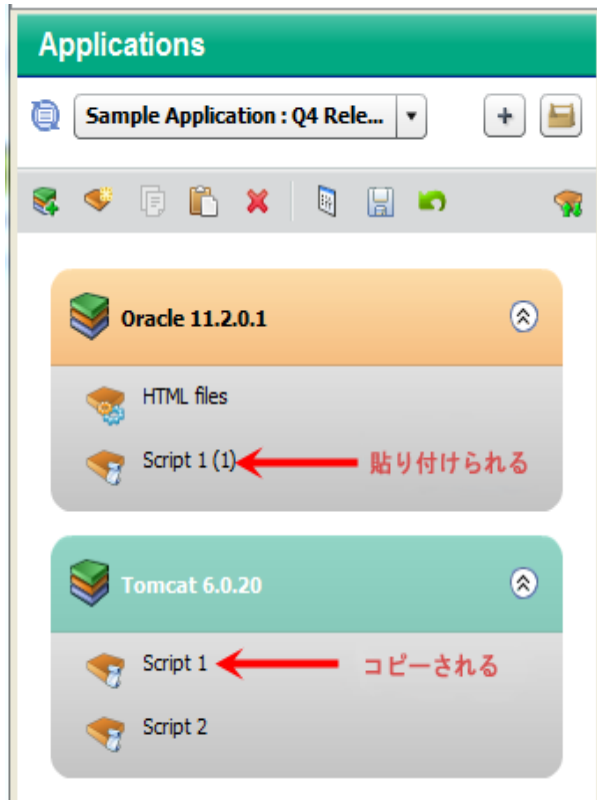 Applications
Sample Application : Q4 Rele...
Oracle 11.2.0.1
HTML files
Script 1 (1) 貼り付けられる
Tomcat 6.0.20
Script 1 コピーされる
Script 2